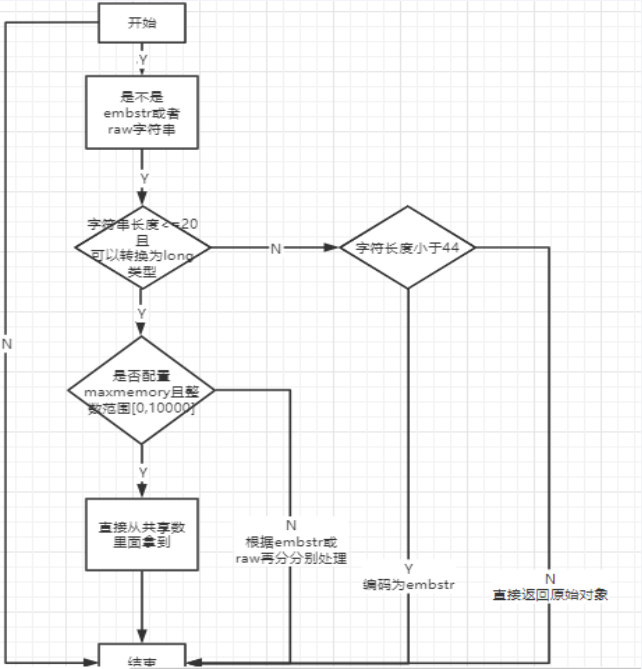 开始
Y
是不是
embstr或者
raw字符串
Y
字符串长度<=20
且
可以转换为long
类型
N
字符长度小于44
Y
N
是否配置
maxmemory且整
数范围[0,10000]
Y
直接从共享数
里面拿到
N
根据embstr或
raw再分分别处理
Y
编码为embstr
N
直接返回原始对象
结束